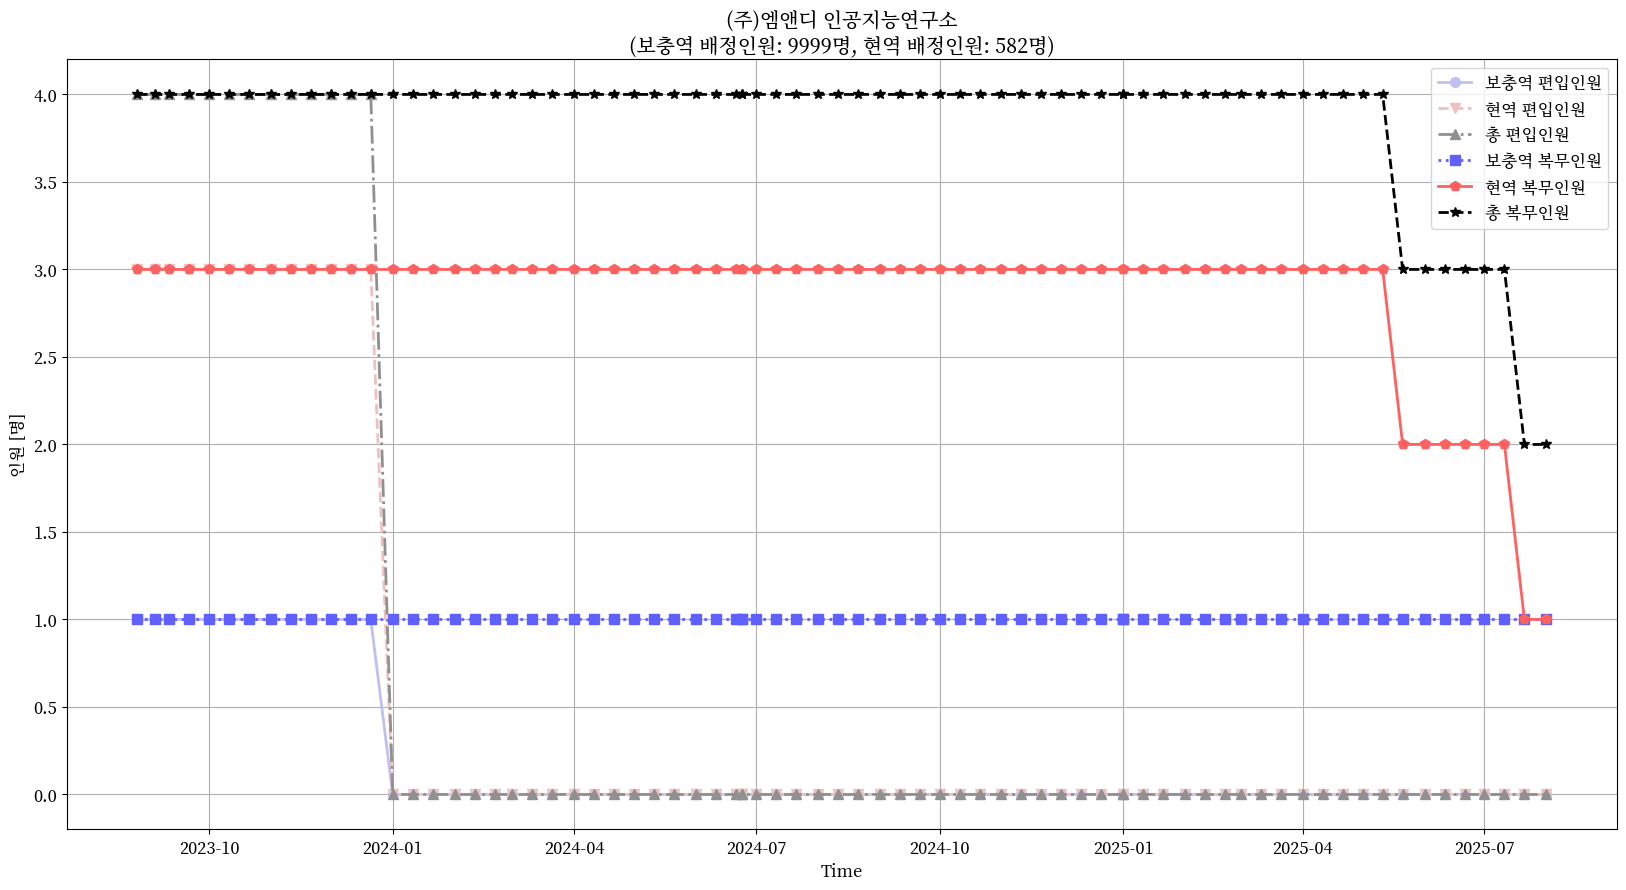 (주)엠앤디 인공지능연구소
(보충역 배정인원: 9999명, 현역 배정인원: 582명)
보충역 편입인원
현역 편입인원
총 편입인원
보충역 복무인원
현역 복무인원
총 복무인원
4.0
3.5
3.0
2.5
2.0
1.5
1.0
0.5
0.0
인원 [명]
2023-10 2024-01 2024-04 2024-07 2024-10 2025-01 2025-04 2025-07
Time